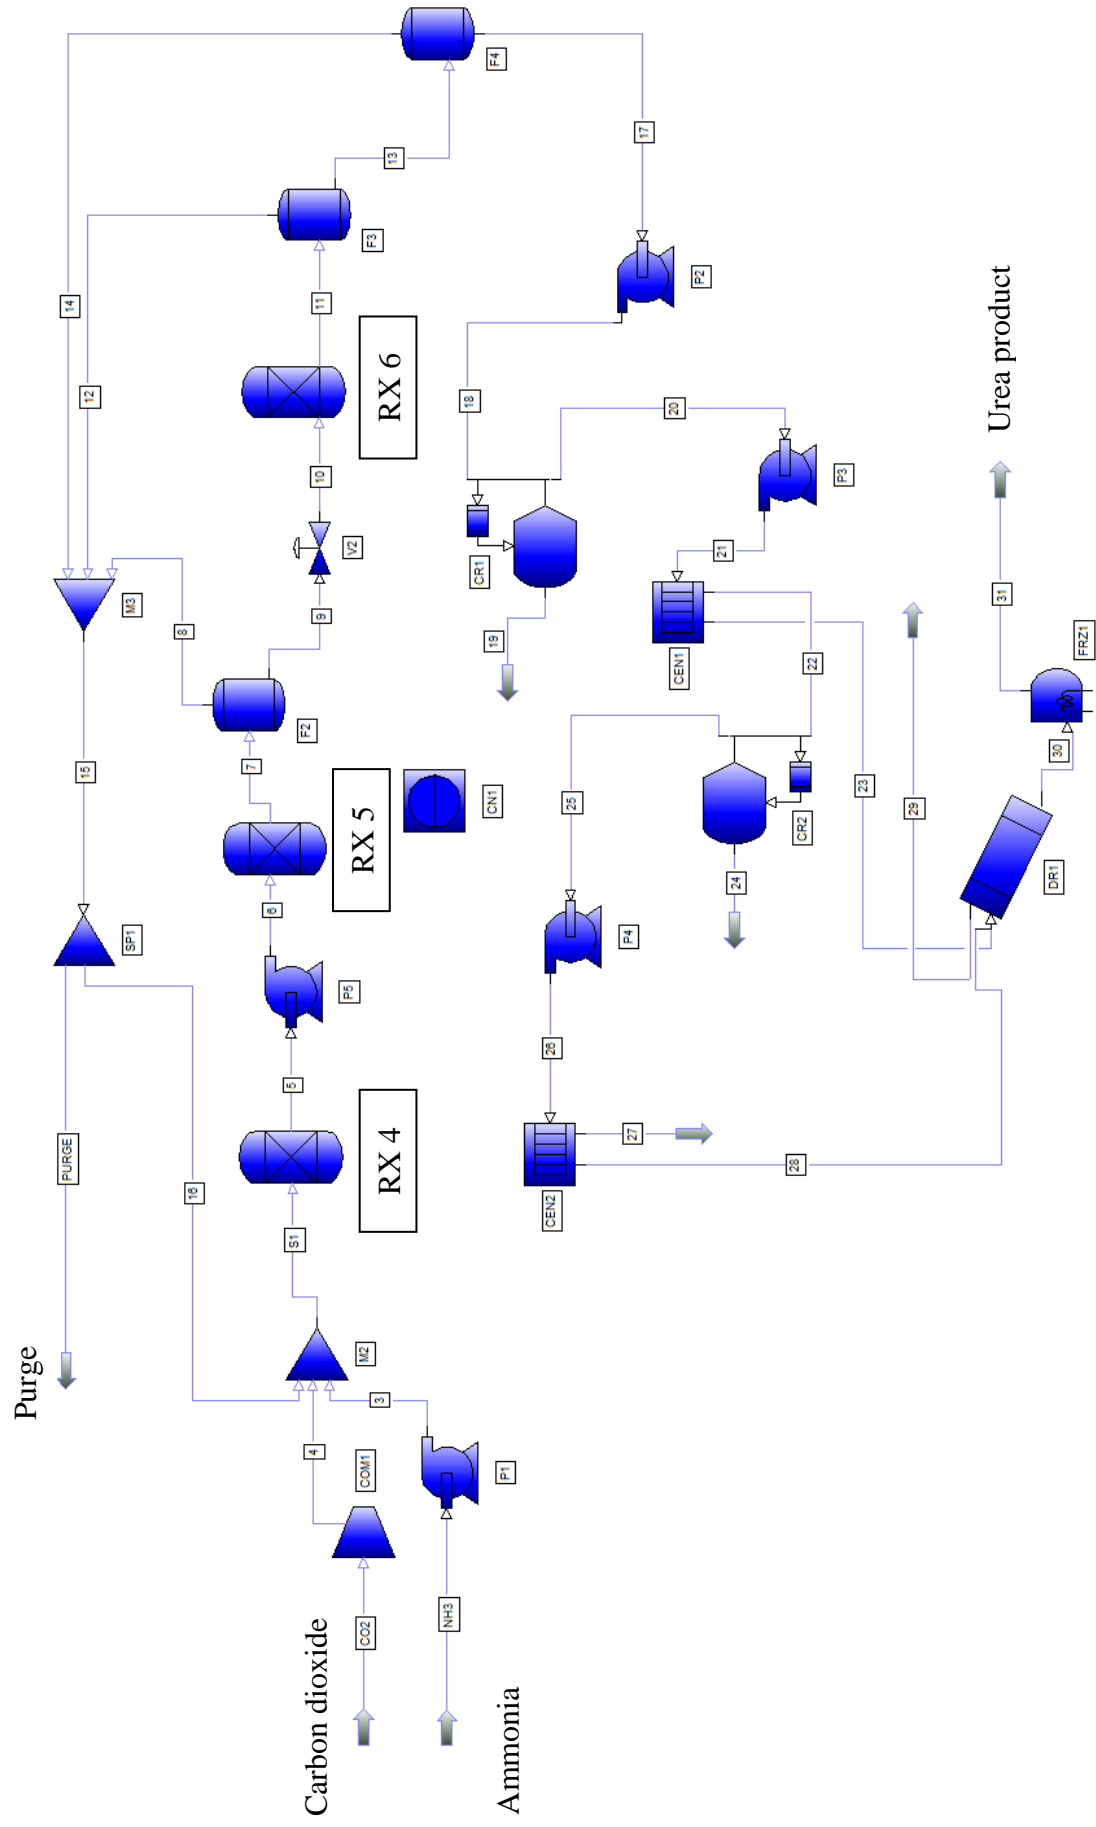 Carbon dioxide
CO2
COM1
4
Ammonia
NH3
P1
3
M2
S1
RX 4
5
P5
6
RX 5
CN1
7
F2
8
9
V2
10
RX 6
11
F3
12
13
F4
14
M3
15
SP1
PURGE
Purge
16
17
P2
18
CR1
19
20
P3
21
CEN1
22
23
CR2
24
25
P4
26
CEN2
27
28
29
DR1
30
FRZ1
31
Urea product